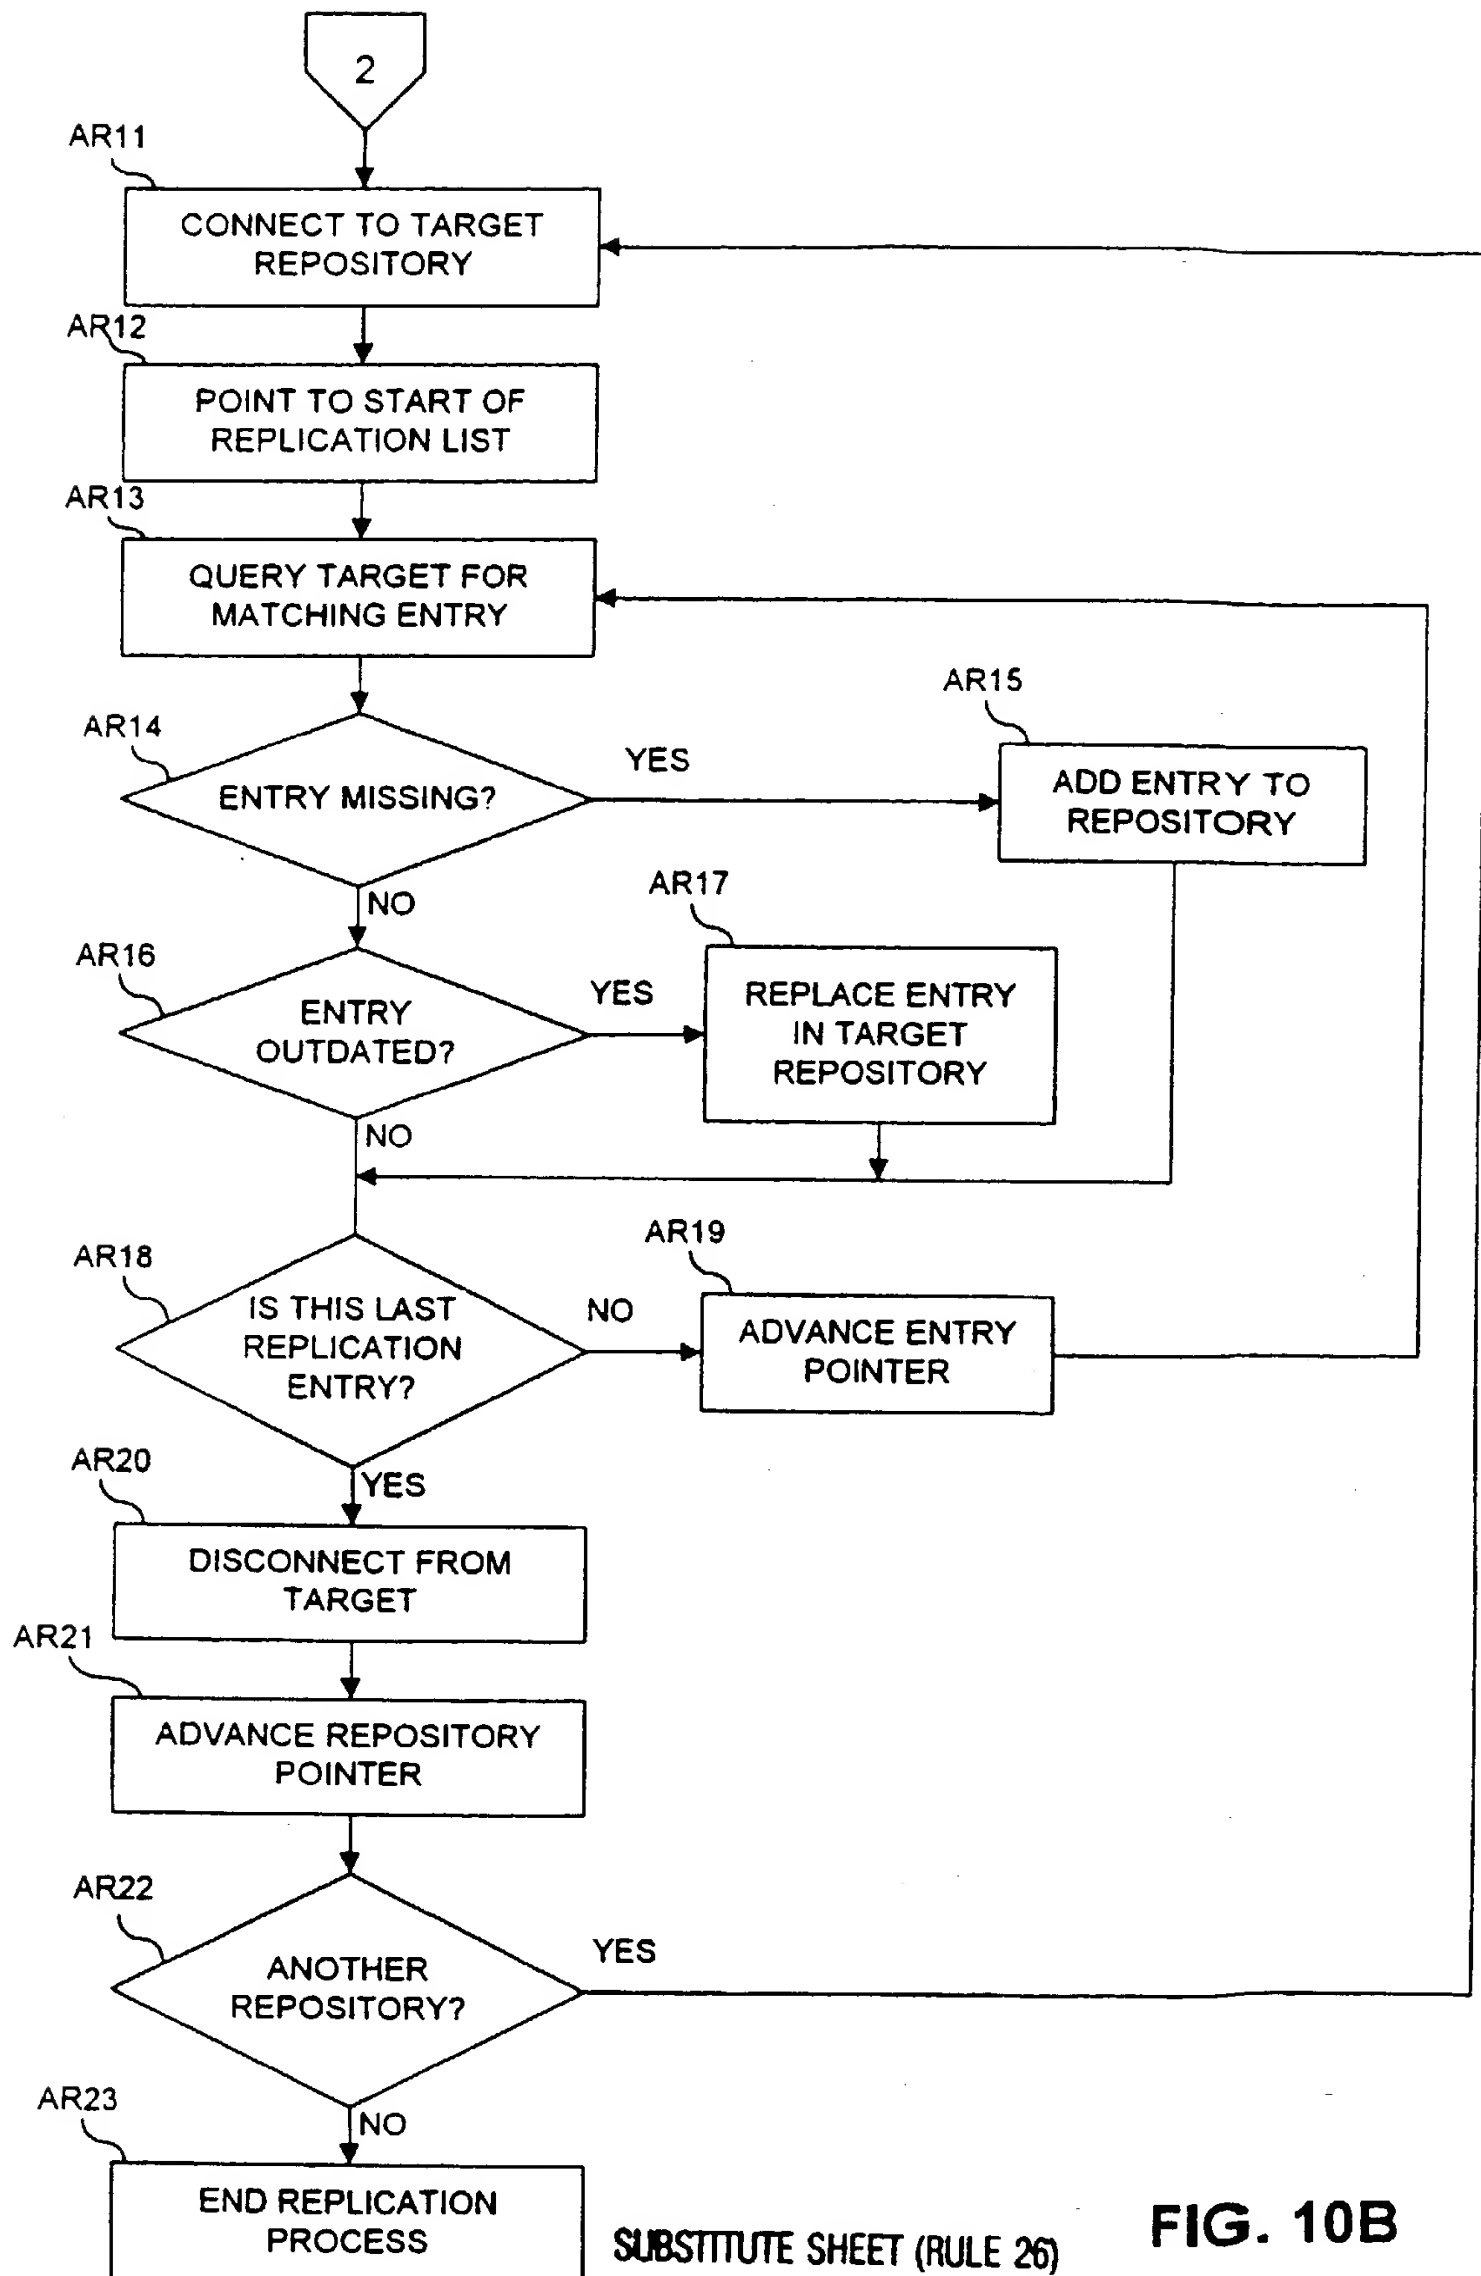 2
AR11
CONNECT TO TARGET
REPOSITORY
AR12
POINT TO START OF
REPLICATION LIST
AR13
QUERY TARGET FOR
MATCHING ENTRY
AR14
ENTRY MISSING?
YES
AR15
ADD ENTRY TO
REPOSITORY
NO
AR16
ENTRY
OUTDATED?
YES
AR17
REPLACE ENTRY
IN TARGET
REPOSITORY
NO
AR18
IS THIS LAST
REPLICATION
ENTRY?
NO
AR19
ADVANCE ENTRY
POINTER
YES
AR20
DISCONNECT FROM
TARGET
AR21
ADVANCE REPOSITORY
POINTER
AR22
ANOTHER
REPOSITORY?
YES
NO
AR23
END REPLICATION
PROCESS
SUBSTITUTE SHEET (RULE 26)
FIG. 10B